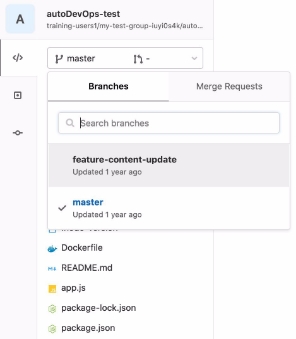 A
autoDevOps-test
training-users1/my-test-group-iuyi0s4k/auto...
master
-
Branches
Merge Requests
Search branches
feature-content-update
Updated 1 year ago
master
Updated 1 year ago
Dockerfile
README.md
app.js
package-lock.json
package.json